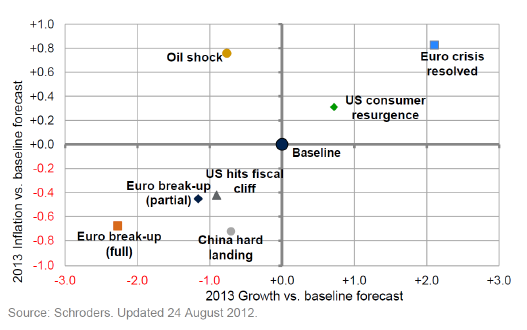 2013 Inflation vs. baseline forecast
+1.0
+0.8
+0.6
+0.4
+0.2
+0.0
-0.2
-0.4
-0.6
-0.8
-1.0
Oil shock
Euro crisis
resolved
US consumer
resurgence
Baseline
US hits fiscal
cliff
Euro break-up
(partial)
Euro break-up
(full)
China hard
landing
-3.0
-2.0
-1.0
+0.0
+1.0
+2.0
+3.0
2013 Growth vs. baseline forecast
Source: Schroders. Updated 24 August 2012.